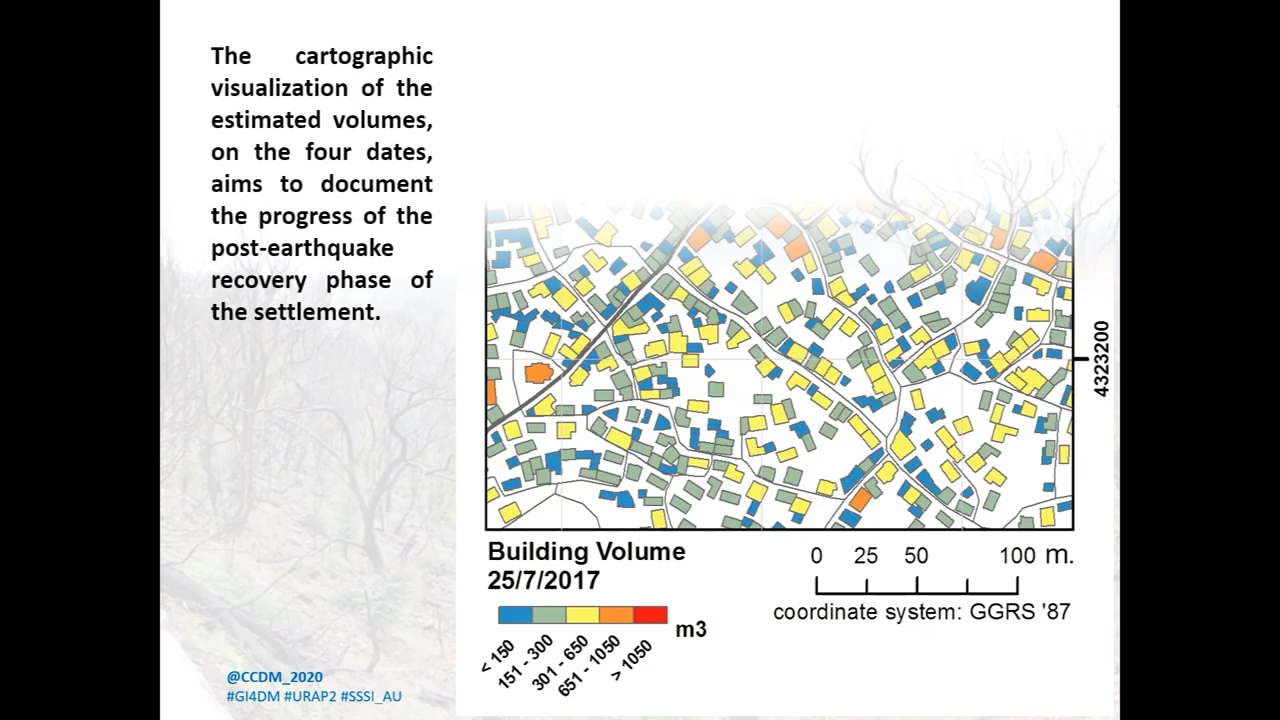 The cartographic
visualization of the
estimated volumes,
on the four dates,
aims to document
the progress of the
post-earthquake
recovery phase of
the settlement.
4323200
Building Volume
25/7/2017
m3
< 150
151 - 300
301 - 650
651 - 1050
> 1050
0 25 50 100 m.
coordinate system: GGRS '87
@CCDM_2020
#GI4DM #URAP2 #SSSI_AU